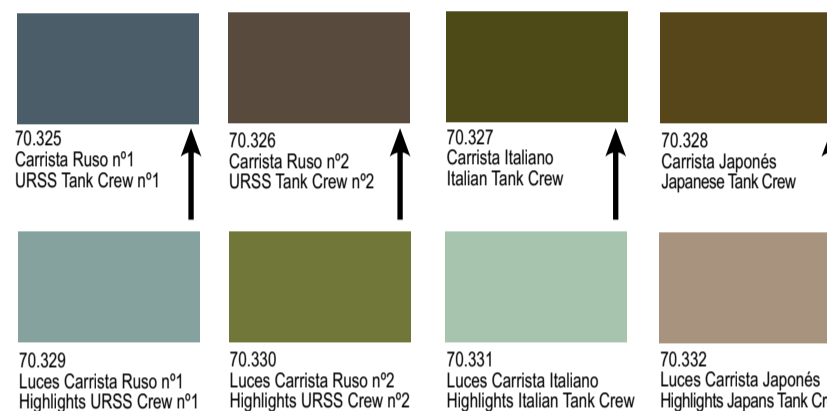 70.325
Carrista Ruso nº1
URSS Tank Crew nº1
70.326
Carrista Ruso nº2
URSS Tank Crew nº2
70.327
Carrista Italiano
Italian Tank Crew
70.328
Carrista Japonés
Japanese Tank Crew
70.329
Luces Carrista Ruso nº1
Highlights URSS Crew nº1
70.330
Luces Carrista Ruso nº2
Highlights URSS Crew nº2
70.331
Luces Carrista Italiano
Highlights Italian Tank Crew
70.332
Luces Carrista Japonés
Highlights Japans Tank